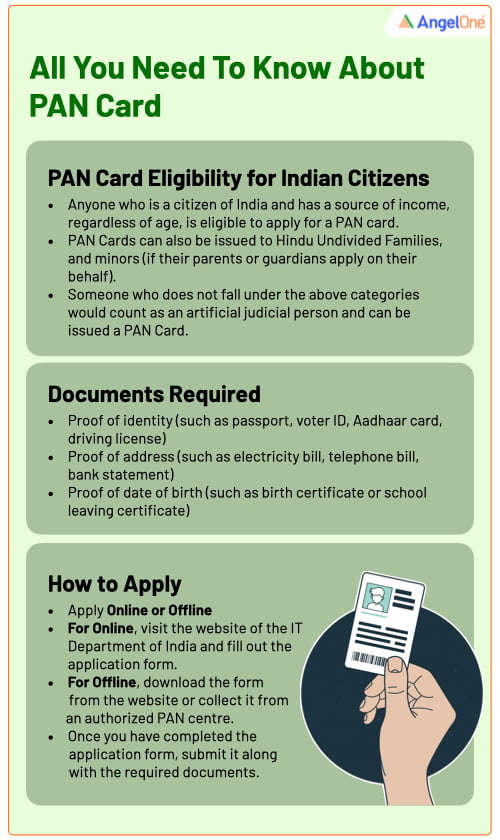 AngelOne
All You Need To Know About
PAN Card
PAN Card Eligibility for Indian Citizens
• Anyone who is a citizen of India and has a source of income,
regardless of age, is eligible to apply for a PAN card.
• PAN Cards can also be issued to Hindu Undivided Families,
and minors (if their parents or guardians apply on their
behalf).
• Someone who does not fall under the above categories
would count as an artificial judicial person and can be
issued a PAN Card.
Documents Required
• Proof of identity (such as passport, voter ID, Aadhaar card,
driving license)
• Proof of address (such as electricity bill, telephone bill,
bank statement)
• Proof of date of birth (such as birth certificate or school
leaving certificate)
How to Apply
• Apply Online or Offline
• For Online, visit the website of the IT
Department of India and fill out the
application form.
• For Offline, download the form
from the website or collect it from
an authorized PAN centre.
• Once you have completed the
application form, submit it along
with the required documents.